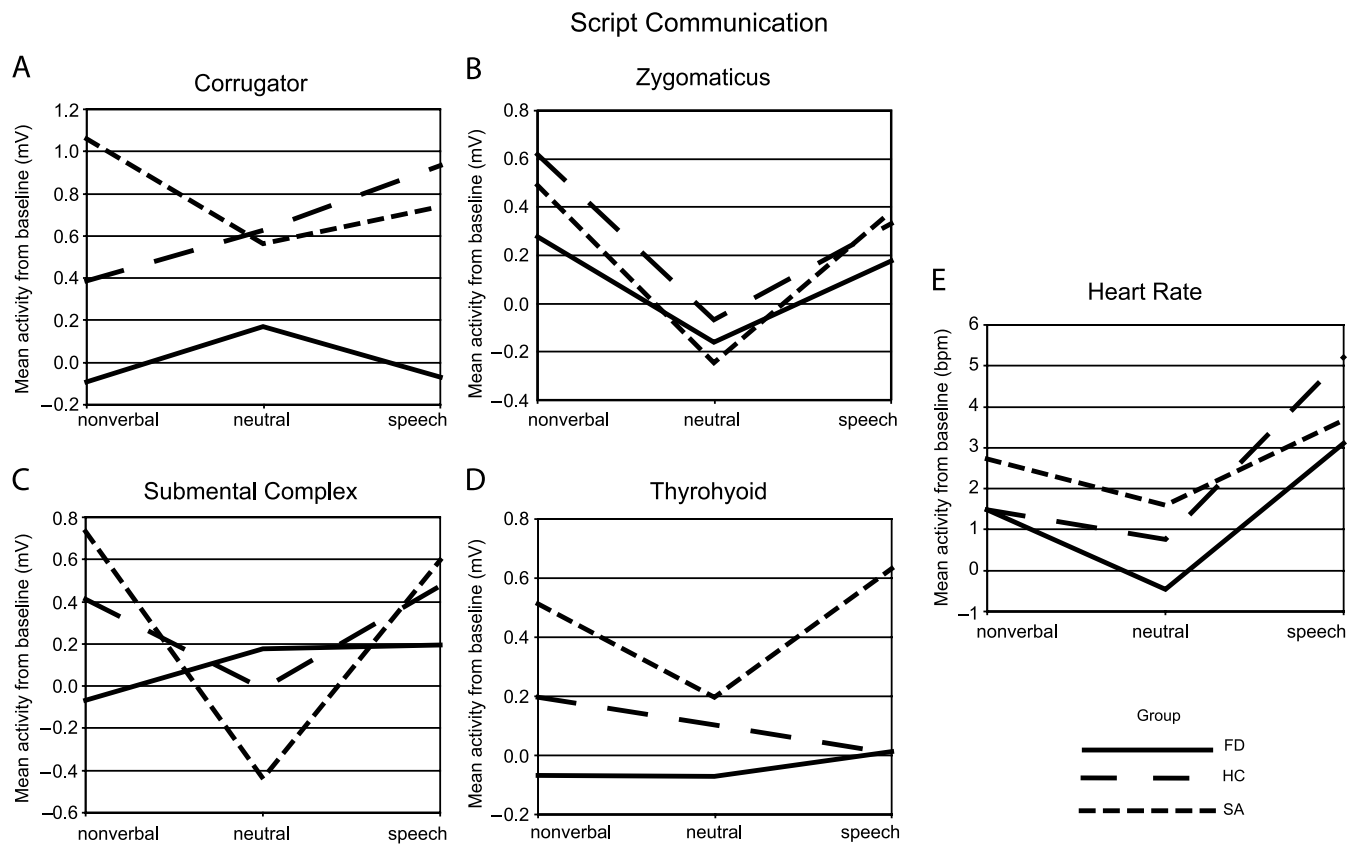 Script Communication
A
Corrugator
Mean activity from baseline (mV)
1.2
1.0
0.8
0.6
0.4
0.2
0.0
–0.2
nonverbal neutral speech
B
Zygomaticus
Mean activity from baseline (mV)
0.8
0.6
0.4
0.2
0.0
–0.2
–0.4
nonverbal neutral speech
C
Submental Complex
Mean activity from baseline (mV)
0.8
0.6
0.4
0.2
0.0
–0.2
–0.4
–0.6
nonverbal neutral speech
D
Thyrohyoid
Mean activity from baseline (mV)
0.8
0.6
0.4
0.2
0.0
–0.2
nonverbal neutral speech
E
Heart Rate
Mean activity from baseline (bpm)
6
5
4
3
2
1
0
–1
nonverbal neutral speech
Group
FD
HC
SA